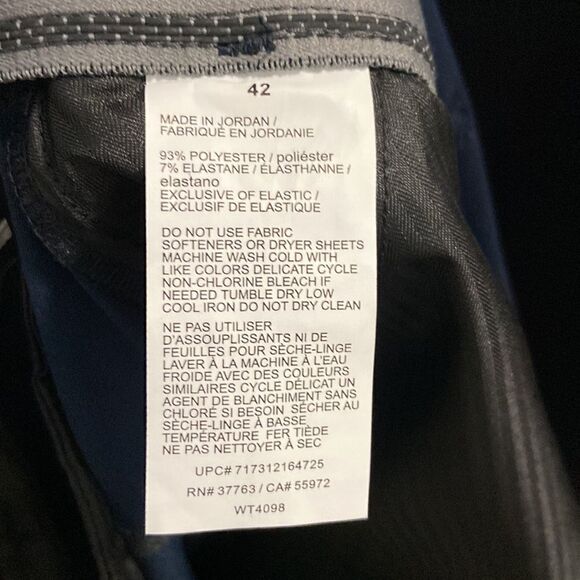 42
MADE IN JORDAN /
FABRIQUÉ EN JORDANIE
93% POLYESTER / poliéster
7% ELASTANE / ÉLASTHANNE /
elastano
EXCLUSIVE OF ELASTIC /
EXCLUSIF DE ELASTIQUE
DO NOT USE FABRIC
SOFTENERS OR DRYER SHEETS
MACHINE WASH COLD WITH
LIKE COLORS DELICATE CYCLE
NON-CHLORINE BLEACH IF
NEEDED TUMBLE DRY LOW
COOL IRON DO NOT DRY CLEAN
NE PAS UTILISER
D'ASSOUPLISSANTS NI DE
FEUILLES POUR SÈCHE-LINGE
LAVER À LA MACHINE À L'EAU
FROIDE AVEC DES COULEURS
SIMILAIRES CYCLE DÉLICAT UN
AGENT DE BLANCHIMENT SANS
CHLORÉ SI BESOIN SÉCHER AU
SÈCHE-LINGE À BASSE
TEMPÉRATURE FER TIÈDE
NE PAS NETTOYER À SEC
UPC# 717312164725
RN# 37763 / CA# 55972
WT4098